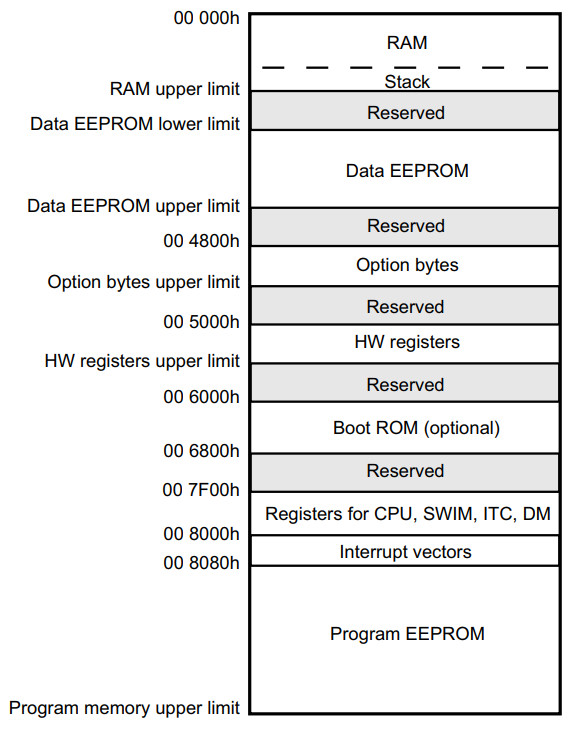 00 000h
RAM
Stack
RAM upper limit
Reserved
Data EEPROM lower limit
Data EEPROM
Data EEPROM upper limit
Reserved
00 4800h
Option bytes
Option bytes upper limit
Reserved
00 5000h
HW registers
HW registers upper limit
Reserved
00 6000h
Boot ROM (optional)
00 6800h
Reserved
00 7F00h
Registers for CPU, SWIM, ITC, DM
00 8000h
Interrupt vectors
00 8080h
Program EEPROM
Program memory upper limit